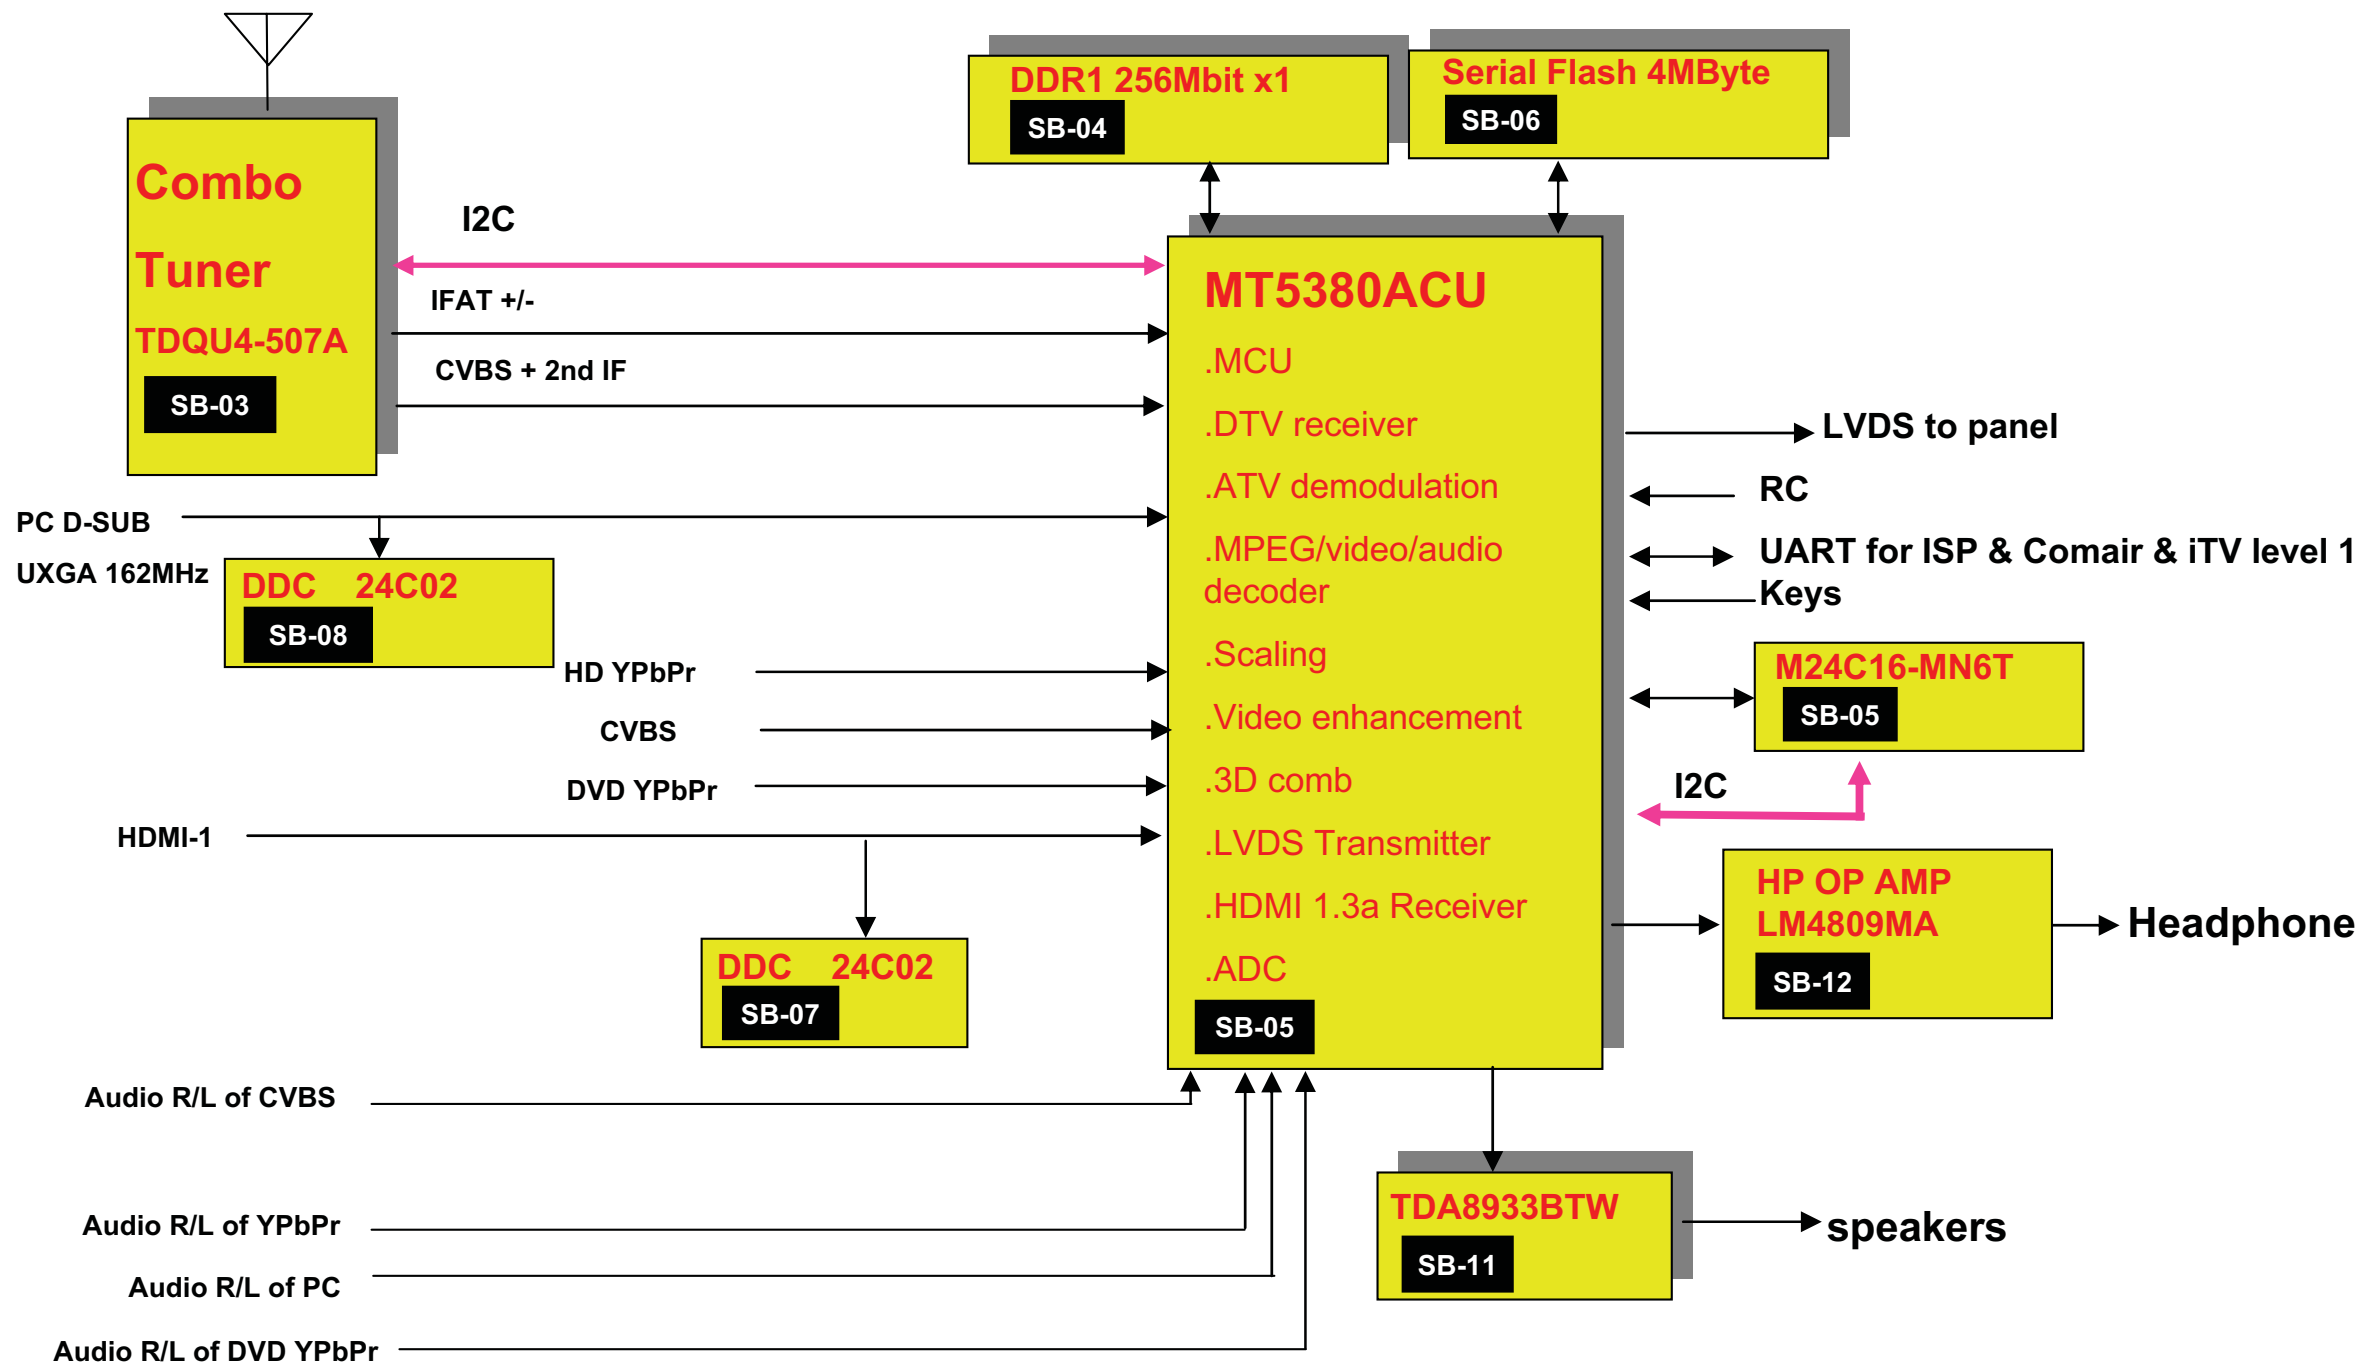 DDR1 256Mbit x1
SB-04
Serial Flash 4MByte
SB-06
Combo
Tuner
TDQU4-507A
SB-03
I2C
IFAT +/-
CVBS + 2nd IF
PC D-SUB
UXGA 162MHz
DDC 24C02
SB-08
HD YPbPr
CVBS
DVD YPbPr
HDMI-1
DDC 24C02
SB-07
MT5380ACU
.MCU
.DTV receiver
.ATV demodulation
.MPEG/video/audio
decoder
.Scaling
.Video enhancement
.3D comb
.LVDS Transmitter
.HDMI 1.3a Receiver
.ADC
SB-05
LVDS to panel
RC
UART for ISP & Comair & iTV level 1
Keys
M24C16-MN6T
SB-05
I2C
HP OP AMP
LM4809MA
SB-12
Headphone
Audio R/L of CVBS
Audio R/L of YPbPr
Audio R/L of PC
Audio R/L of DVD YPbPr
TDA8933BTW
SB-11
speakers